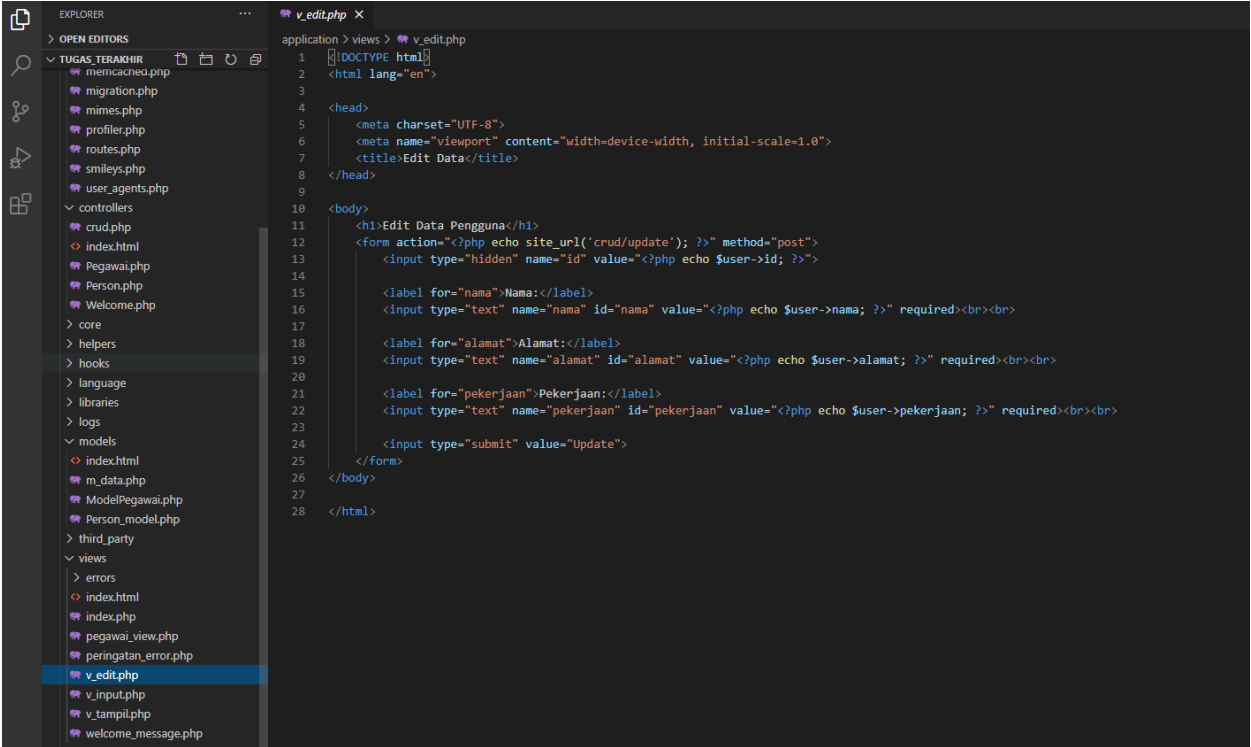 EXPLORER ...
OPEN EDITORS
TUGAS_TERAKHIR
memcached.php
migration.php
mimes.php
profiler.php
routes.php
smileys.php
user_agents.php
controllers
crud.php
index.html
Pegawai.php
Person.php
Welcome.php
core
helpers
hooks
language
libraries
logs
models
index.html
m_data.php
ModelPegawai.php
Person_model.php
third_party
views
errors
index.html
index.php
pegawai_view.php
peringatan_error.php
v_edit.php
v_input.php
v_tampil.php
welcome_message.php
v_edit.php
application > views > v_edit.php
1 <!DOCTYPE html>
2 <html lang="en">
3
4 <head>
5 <meta charset="UTF-8">
6 <meta name="viewport" content="width=device-width, initial-scale=1.0">
7 <title>Edit Data</title>
8 </head>
9
10 <body>
11 <h1>Edit Data Pengguna</h1>
12 <form action="<?php echo site_url('crud/update'); ?>" method="post">
13 <input type="hidden" name="id" value="<?php echo $user->id; ?>">
14
15 <label for="nama">Nama:</label>
16 <input type="text" name="nama" id="nama" value="<?php echo $user->nama; ?>" required><br><br>
17
18 <label for="alamat">Alamat:</label>
19 <input type="text" name="alamat" id="alamat" value="<?php echo $user->alamat; ?>" required><br><br>
20
21 <label for="pekerjaan">Pekerjaan:</label>
22 <input type="text" name="pekerjaan" id="pekerjaan" value="<?php echo $user->pekerjaan; ?>" required><br><br>
23
24 <input type="submit" value="Update">
25 </form>
26 </body>
27
28 </html>